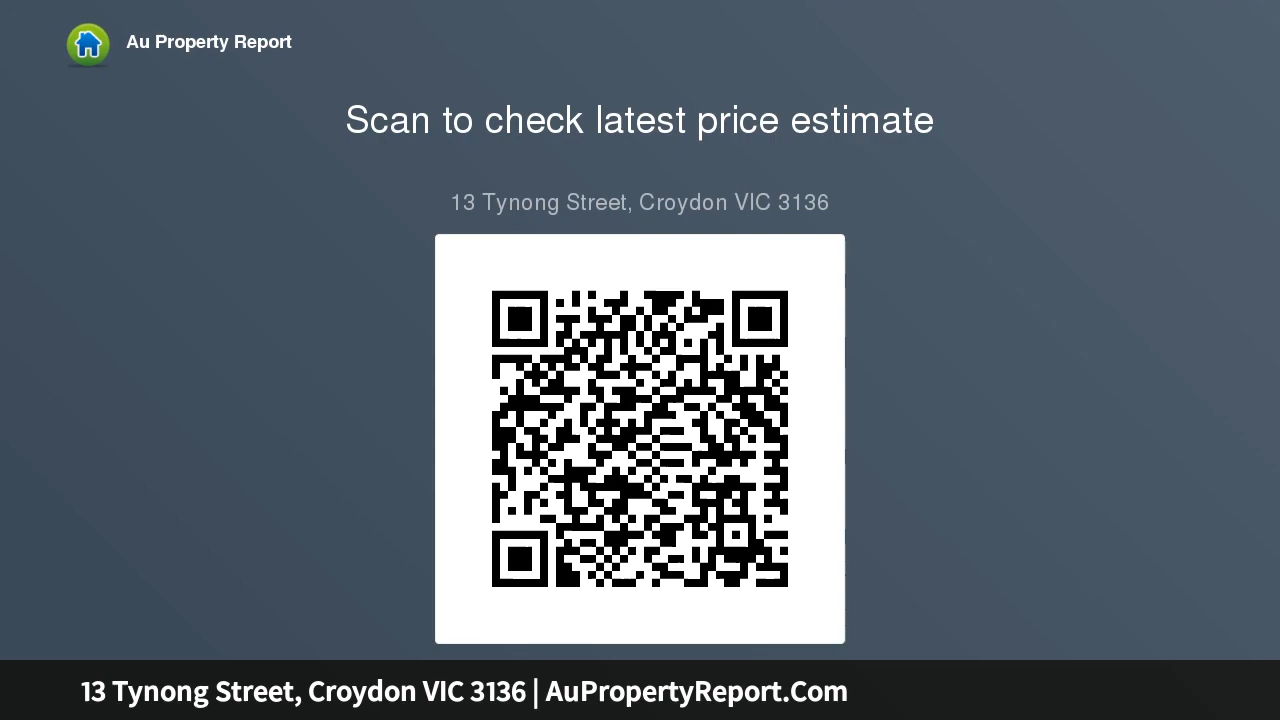 Au Property Report
Scan to check latest price estimate
13 Tynong Street, Croydon VIC 3136
13 Tynong Street, Croydon VIC 3136 | AuPropertyReport.Com